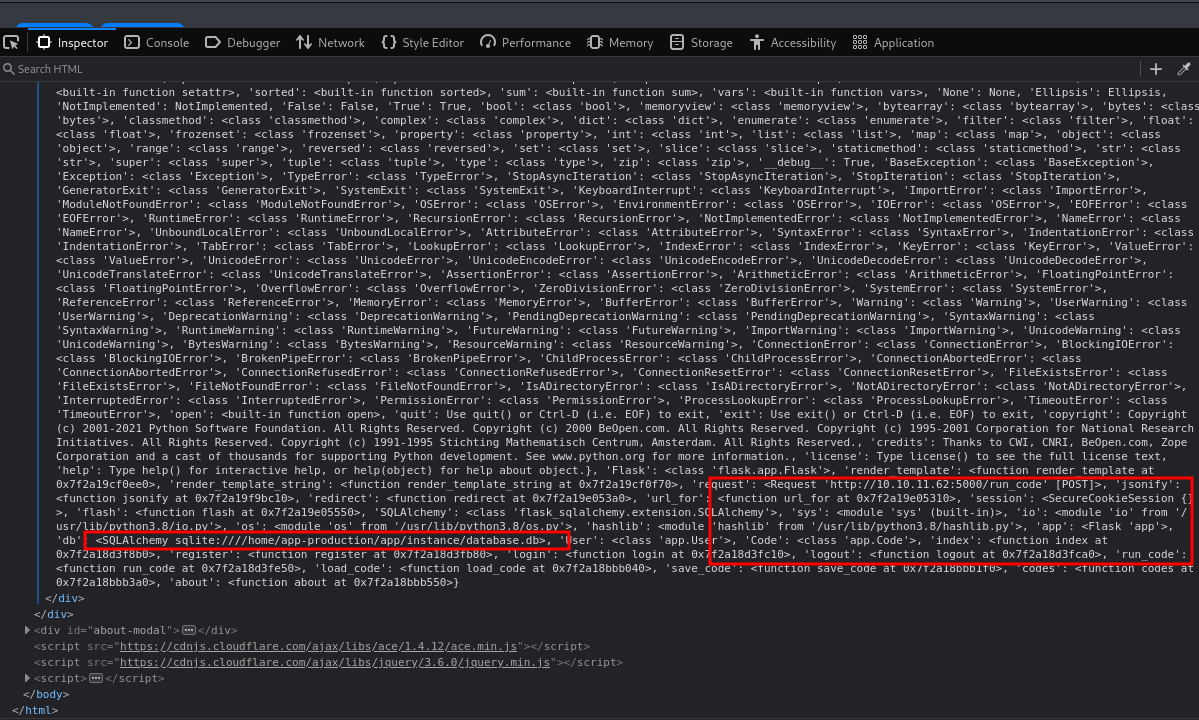 Inspector Console Debugger Network Style Editor Performance Memory Storage Accessibility Application
Search HTML
<built-in function setattr>, 'sorted': <built-in function sorted>, 'sum': <built-in function sum>, 'vars': <built-in function vars>, 'None': None, 'Ellipsis': Ellipsis,
'NotImplemented': NotImplemented, 'False': False, 'True': True, 'bool': <class 'bool'>, 'memoryview': <class 'memoryview'>, 'bytearray': <class 'bytearray'>, 'bytes': <class
'bytes'>, 'classmethod': <class 'classmethod'>, 'complex': <class 'complex'>, 'dict': <class 'dict'>, 'enumerate': <class 'enumerate'>, 'filter': <class 'filter'>, 'float':
<class 'float'>, 'frozenset': <class 'frozenset'>, 'property': <class 'property'>, 'int': <class 'int'>, 'list': <class 'list'>, 'map': <class 'map'>, 'object': <class
'object'>, 'range': <class 'range'>, 'reversed': <class 'reversed'>, 'set': <class 'set'>, 'slice': <class 'slice'>, 'staticmethod': <class 'staticmethod'>, 'str': <class
'str'>, 'super': <class 'super'>, 'tuple': <class 'tuple'>, 'type': <class 'type'>, 'zip': <class 'zip'>, '__debug__': True, 'BaseException': <class 'BaseException'>,
'Exception': <class 'Exception'>, 'TypeError': <class 'TypeError'>, 'StopAsyncIteration': <class 'StopAsyncIteration'>, 'StopIteration': <class 'StopIteration'>,
'GeneratorExit': <class 'GeneratorExit'>, 'SystemExit': <class 'SystemExit'>, 'KeyboardInterrupt': <class 'KeyboardInterrupt'>, 'ImportError': <class 'ImportError'>,
'ModuleNotFoundError': <class 'ModuleNotFoundError'>, 'OSError': <class 'OSError'>, 'EnvironmentError': <class 'OSError'>, 'IOError': <class 'OSError'>, 'EOFError': <class
'EOFError'>, 'RuntimeError': <class 'RuntimeError'>, 'RecursionError': <class 'RecursionError'>, 'NotImplementedError': <class 'NotImplementedError'>, 'NameError': <class
'NameError'>, 'UnboundLocalError': <class 'UnboundLocalError'>, 'AttributeError': <class 'AttributeError'>, 'SyntaxError': <class 'SyntaxError'>, 'IndentationError': <class
'IndentationError'>, 'TabError': <class 'TabError'>, 'LookupError': <class 'LookupError'>, 'IndexError': <class 'IndexError'>, 'KeyError': <class 'KeyError'>, 'ValueError':
<class 'ValueError'>, 'UnicodeError': <class 'UnicodeError'>, 'UnicodeEncodeError': <class 'UnicodeEncodeError'>, 'UnicodeDecodeError': <class 'UnicodeDecodeError'>,
'UnicodeTranslateError': <class 'UnicodeTranslateError'>, 'AssertionError': <class 'AssertionError'>, 'ArithmeticError': <class 'ArithmeticError'>, 'FloatingPointError':
<class 'FloatingPointError'>, 'OverflowError': <class 'OverflowError'>, 'ZeroDivisionError': <class 'ZeroDivisionError'>, 'SystemError': <class 'SystemError'>,
'ReferenceError': <class 'ReferenceError'>, 'MemoryError': <class 'MemoryError'>, 'BufferError': <class 'BufferError'>, 'Warning': <class 'Warning'>, 'UserWarning': <class
'UserWarning'>, 'DeprecationWarning': <class 'DeprecationWarning'>, 'PendingDeprecationWarning': <class 'PendingDeprecationWarning'>, 'SyntaxWarning': <class
'SyntaxWarning'>, 'RuntimeWarning': <class 'RuntimeWarning'>, 'FutureWarning': <class 'FutureWarning'>, 'ImportWarning': <class 'ImportWarning'>, 'UnicodeWarning': <class
'UnicodeWarning'>, 'BytesWarning': <class 'BytesWarning'>, 'ResourceWarning': <class 'ResourceWarning'>, 'ConnectionError': <class 'ConnectionError'>, 'BlockingIOError':
<class 'BlockingIOError'>, 'BrokenPipeError': <class 'BrokenPipeError'>, 'ChildProcessError': <class 'ChildProcessError'>, 'ConnectionAbortedError': <class
'ConnectionAbortedError'>, 'ConnectionRefusedError': <class 'ConnectionRefusedError'>, 'ConnectionResetError': <class 'ConnectionResetError'>, 'FileExistsError': <class
'FileExistsError'>, 'FileNotFoundError': <class 'FileNotFoundError'>, 'IsADirectoryError': <class 'IsADirectoryError'>, 'NotADirectoryError': <class 'NotADirectoryError'>,
'InterruptedError': <class 'InterruptedError'>, 'PermissionError': <class 'PermissionError'>, 'ProcessLookupError': <class 'ProcessLookupError'>, 'TimeoutError': <class
'TimeoutError'>, 'open': <built-in function open>, 'quit': Use quit() or Ctrl-D (i.e. EOF) to exit, 'exit': Use exit() or Ctrl-D (i.e. EOF) to exit, 'copyright': Copyright
(c) 2001-2021 Python Software Foundation. All Rights Reserved. Copyright (c) 2000 BeOpen.com. All Rights Reserved. Copyright (c) 1995-2001 Corporation for National Research
Initiatives. All Rights Reserved. Copyright (c) 1991-1995 Stichting Mathematisch Centrum, Amsterdam. All Rights Reserved., 'credits': Thanks to CWI, CNRI, BeOpen.com, Zope
Corporation and a cast of thousands for supporting Python development. See www.python.org for more information., 'license': Type license() to see the full license text,
'help': Type help() for interactive help, or help(object) for help about object.}, 'Flask': <class 'flask.app.Flask'>, 'render_template': <function render_template at
0x7f2a19cf0ee0>, 'render_template_string': <function render_template_string at 0x7f2a19cf0f70>, 'request': <Request 'http://10.10.11.62:5000/run_code' [POST]>, 'jsonify':
<function jsonify at 0x7f2a19f9bc10>, 'redirect': <function redirect at 0x7f2a19e053a0>, 'url_for': <function url_for at 0x7f2a19e05310>, 'session': <SecureCookieSession {}
>, 'flash': <function flash at 0x7f2a19e05550>, 'SQLAlchemy': <class 'flask_sqlalchemy.extension.SQLAlchemy'>, 'sys': <module 'sys' (built-in)>, 'io': <module 'io' from '/
usr/lib/python3.8/io.py'>, 'os': <module 'os' from '/usr/lib/python3.8/os.py'>, 'hashlib': <module 'hashlib' from '/usr/lib/python3.8/hashlib.py'>, 'app': <Flask 'app'>,
'db': <SQLAlchemy sqlite:////home/app-production/app/instance/database.db>, 'User': <class 'app.User'>, 'Code': <class 'app.Code'>, 'index': <function index at
0x7f2a18d3f8b0>, 'register': <function register at 0x7f2a18d3fb80>, 'login': <function login at 0x7f2a18d3fc10>, 'logout': <function logout at 0x7f2a18d3fca0>, 'run_code':
<function run_code at 0x7f2a18d3fe50>, 'load_code': <function load_code at 0x7f2a18bbb040>, 'save_code': <function save_code at 0x7f2a18bbb1f0>, 'codes': <function codes at
0x7f2a18bbb3a0>, 'about': <function about at 0x7f2a18bbb550>}
</div>
</div>
<div id="about-modal"></div>
<script src="https://cdnjs.cloudflare.com/ajax/libs/ace/1.4.12/ace.min.js"></script>
<script src="https://cdnjs.cloudflare.com/ajax/libs/jquery/3.6.0/jquery.min.js"></script>
<script></script>
</body>
</html>